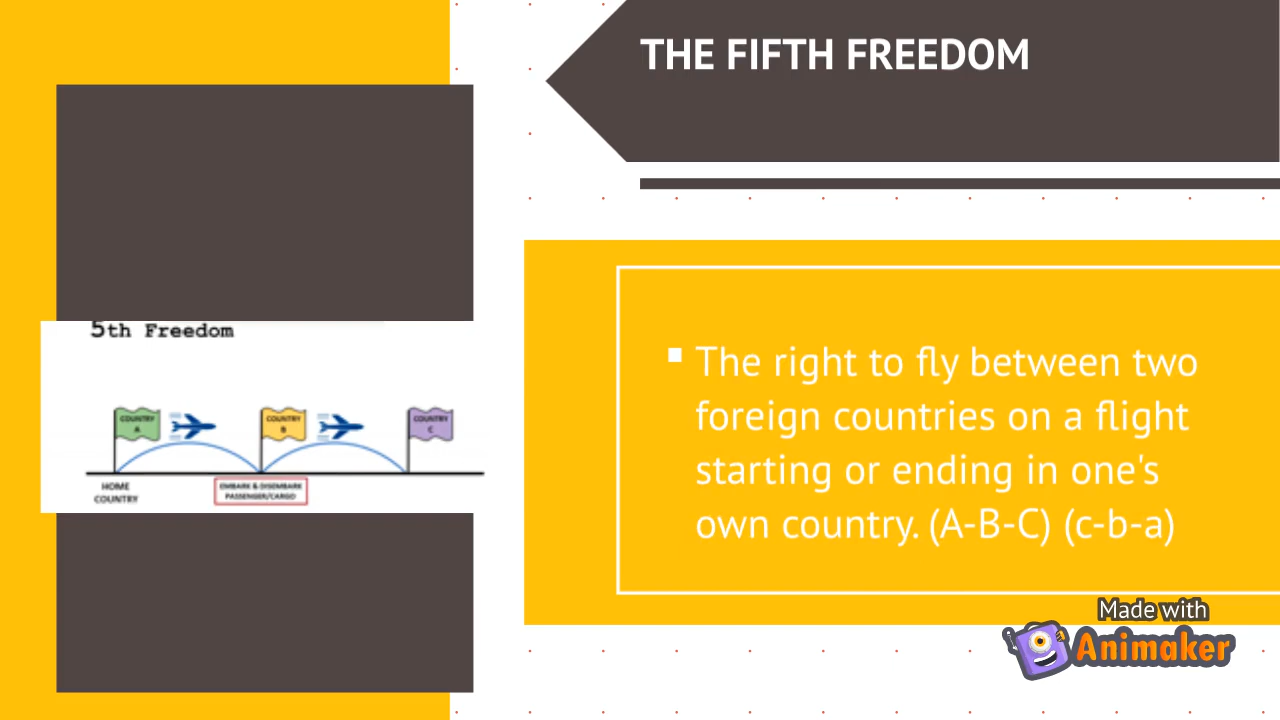 THE FIFTH FREEDOM
5th Freedom
COUNTRY
A
COUNTRY
B
COUNTRY
C
HOME
COUNTRY
EMBARK & DISEMBARK
PASSENGER/CARGO
▪ The right to fly between two
foreign countries on a flight
starting or ending in one's
own country. (A-B-C) (c-b-a)
Made with
Animaker